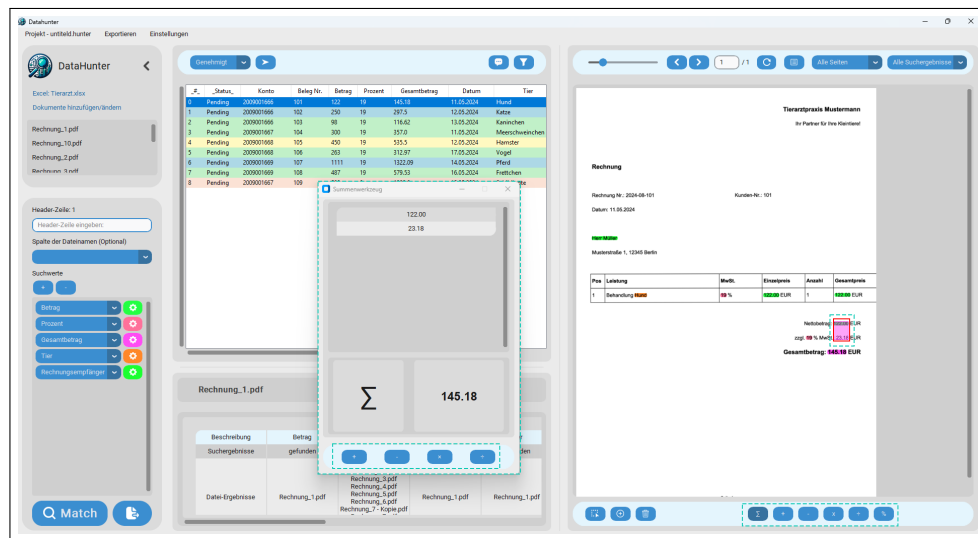 Datahunter
Projekt - untiteld.hunter Exportieren Einstellungen
DataHunter
Excel: Tierarzt.xlsx
Dokumente hinzufügen/ändern
Rechnung_1.pdf
Rechnung_10.pdf
Rechnung_2.pdf
Rechnung_3.pdf
Header-Zeile: 1
Header-Zeile eingeben:
Spalte der Dateinamen (Optional)
Suchwerte
+ -
Betrag
Prozent
Gesamtbetrag
Tier
Rechnungsempfänger
Match
Genehmigt
_#_ _Status_ Konto Beleg Nr. Betrag Prozent Gesamtbetrag Datum Tier
0 Pending 2009001666 101 122 19 145.18 11.05.2024 Hund
1 Pending 2009001666 102 250 19 297.5 12.05.2024 Katze
2 Pending 2009001666 103 98 19 116.62 13.05.2024 Kaninchen
3 Pending 2009001667 104 300 19 357.0 11.05.2024 Meerschweinchen
4 Pending 2009001668 105 450 19 535.5 12.05.2024 Hamster
5 Pending 2009001668 106 263 19 312.97 17.05.2024 Vogel
6 Pending 2009001669 107 1111 19 1322.09 14.05.2024 Pferd
7 Pending 2009001669 108 487 19 579.53 16.05.2024 Frettchen
8 Pending 2009001667 109
Summenwerkzeug
122.00
23.18
Σ 145.18
+ - x ÷
Rechnung_1.pdf
Beschreibung Betrag
Suchergebnisse gefunden
Datei-Ergebnisse Rechnung_1.pdf
Rechnung_3.pdf
Rechnung_4.pdf
Rechnung_5.pdf
Rechnung_6.pdf
Rechnung_7 - Kopie.pdf
Rechnung_1.pdf Rechnung_1.pdf
1 / 1 Alle Seiten Alle Suchergebnisse
Tierarztpraxis Mustermann
Ihr Partner für Ihre Kleintiere!
Rechnung
Rechnung Nr.: 2024-08-101 Kunden-Nr.: 101
Datum: 11.05.2024
Herr Müller
Musterstraße 1, 12345 Berlin
Pos Leistung MwSt. Einzelpreis Anzahl Gesamtpreis
1 Behandlung Hund 19 % 122.00 EUR 1 122.00 EUR
Nettobetrag: 122.00 EUR
zzgl. 19 % MwSt.: 23.18 EUR
Gesamtbetrag: 145.18 EUR
Σ + - x ÷ %